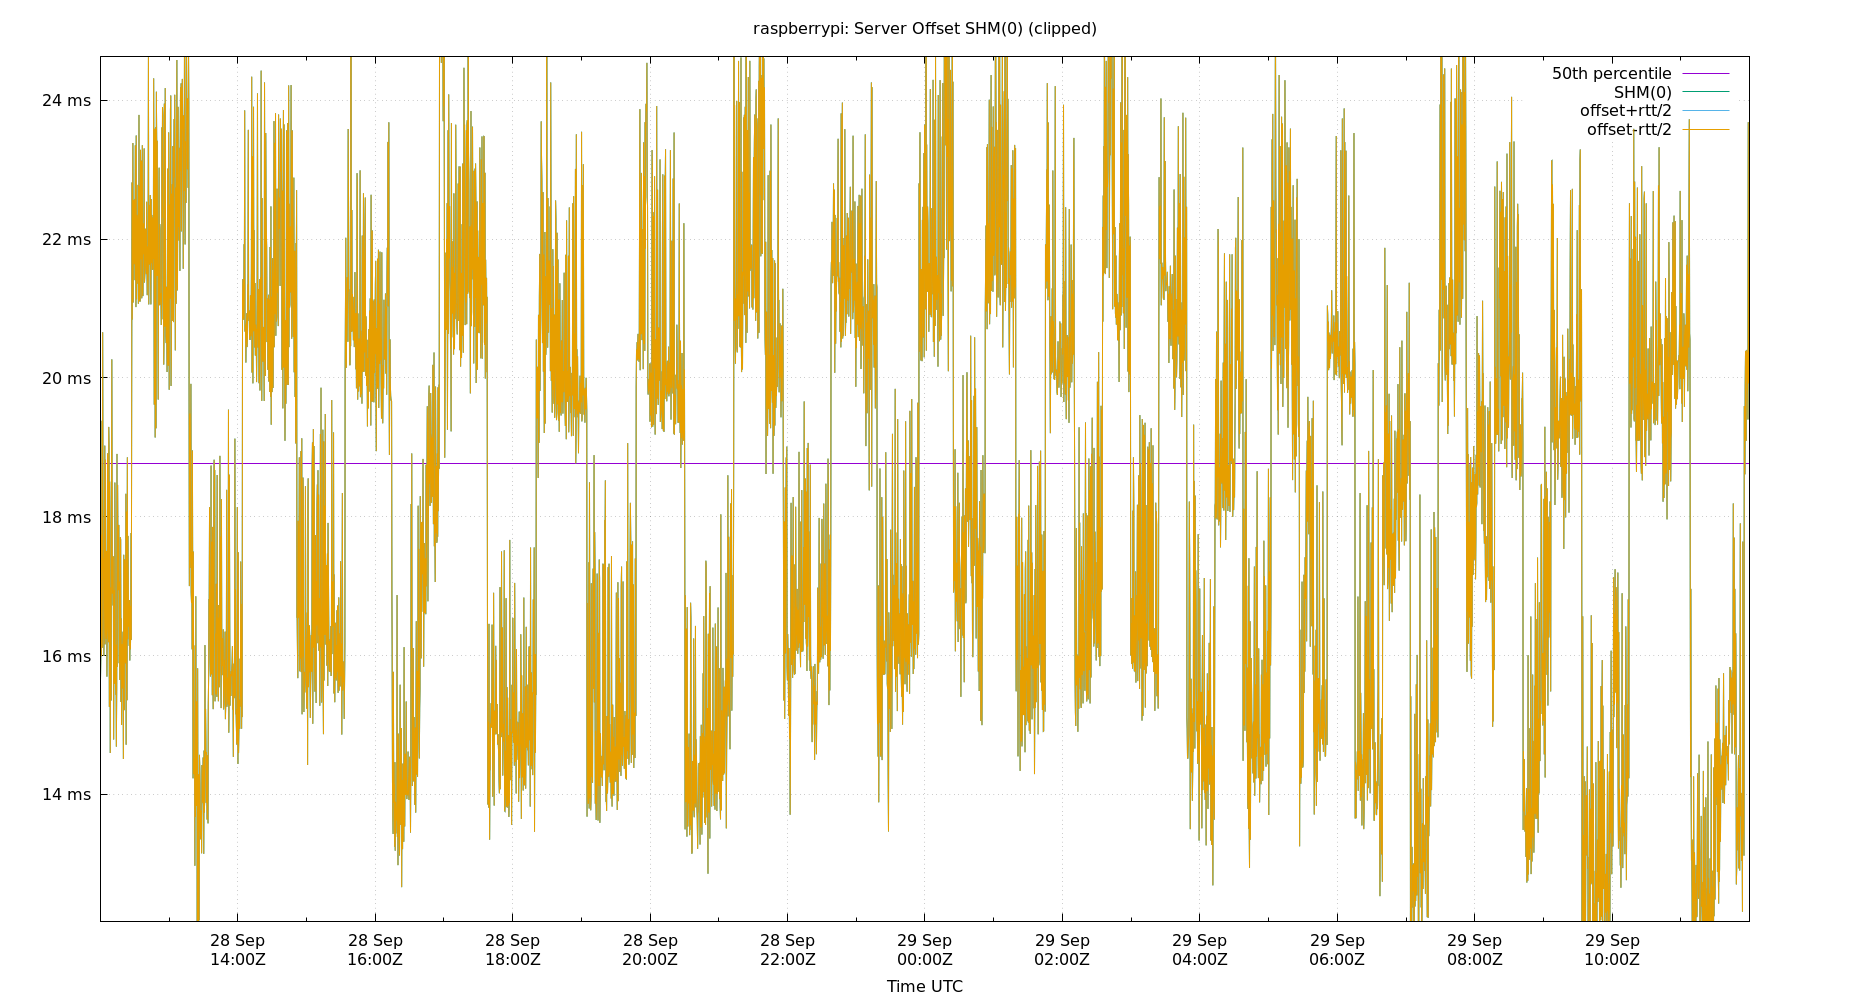 raspberrypi: Server Offset SHM(0) (clipped)
50th percentile
SHM(0)
offset+rtt/2
offset-rtt/2
24 ms
22 ms
20 ms
18 ms
16 ms
14 ms
28 Sep 28 Sep 28 Sep 28 Sep 28 Sep 29 Sep 29 Sep 29 Sep 29 Sep 29 Sep 29 Sep
14:00Z 16:00Z 18:00Z 20:00Z 22:00Z 00:00Z 02:00Z 04:00Z 06:00Z 08:00Z 10:00Z
Time UTC